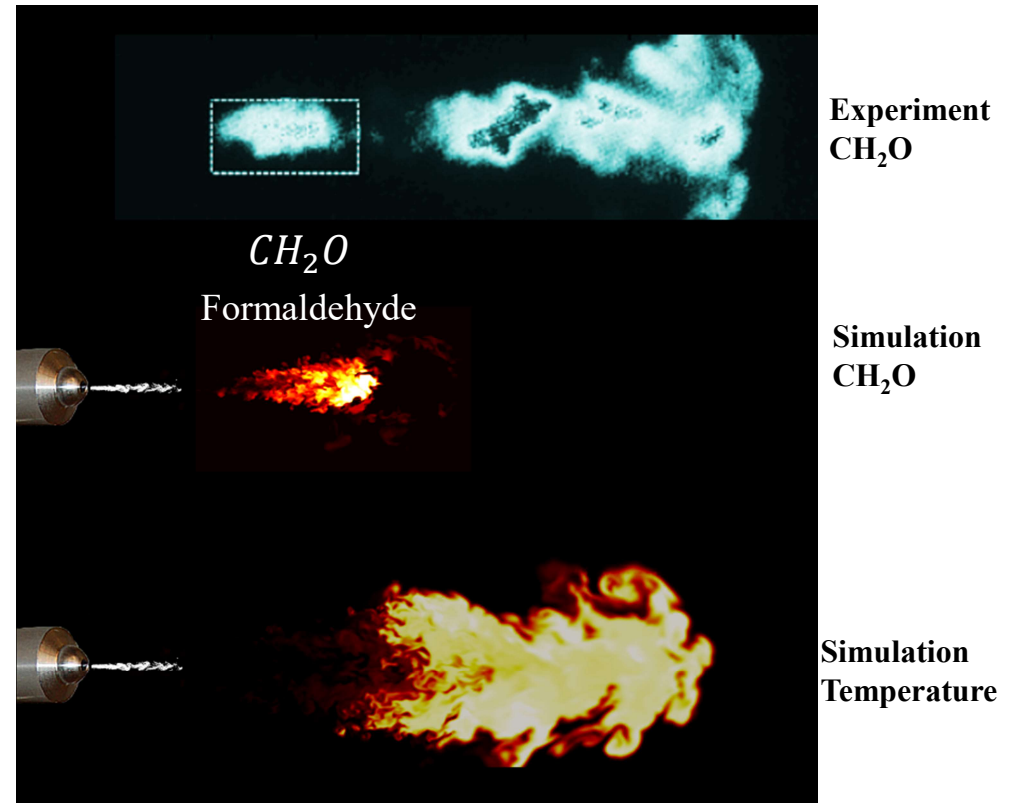 Experiment
CH₂O
CH₂O
Formaldehyde
Simulation
CH₂O
Simulation
Temperature